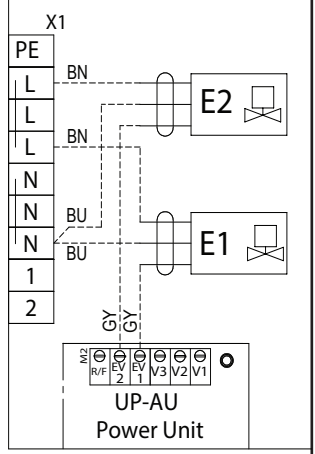 X1
PE
L
L
L
N
N
N
1
2
BN
BN
BU
BU
E2
E1
GY
GY
M2
R/F
EV
2
EV
1
V3
V2
V1
UP-AU
Power Unit